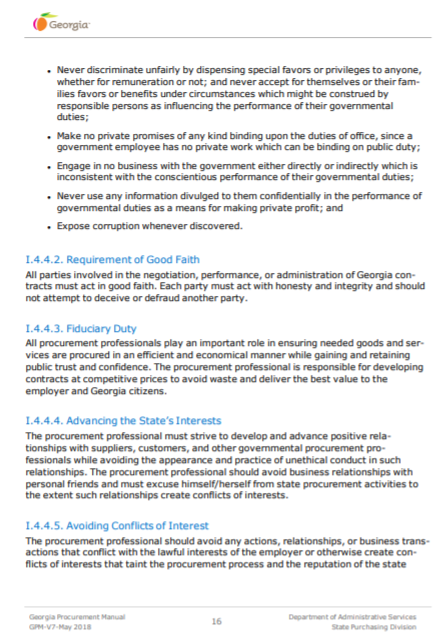 Georgia
• Never discriminate unfairly by dispensing special favors or privileges to anyone,
whether for remuneration or not; and never accept for themselves or their fam-
ilies favors or benefits under circumstances which might be construed by
responsible persons as influencing the performance of their governmental
duties;
• Make no private promises of any kind binding upon the duties of office, since a
government employee has no private work which can be binding on public duty;
• Engage in no business with the government either directly or indirectly which is
inconsistent with the conscientious performance of their governmental duties;
• Never use any information divulged to them confidentially in the performance of
governmental duties as a means for making private profit; and
• Expose corruption whenever discovered.
I.4.4.2. Requirement of Good Faith
All parties involved in the negotiation, performance, or administration of Georgia con-
tracts must act in good faith. Each party must act with honesty and integrity and should
not attempt to deceive or defraud another party.
I.4.4.3. Fiduciary Duty
All procurement professionals play an important role in ensuring needed goods and ser-
vices are procured in an efficient and economical manner while gaining and retaining
public trust and confidence. The procurement professional is responsible for developing
contracts at competitive prices to avoid waste and deliver the best value to the
employer and Georgia citizens.
I.4.4.4. Advancing the State's Interests
The procurement professional must strive to develop and advance positive rela-
tionships with suppliers, customers, and other governmental procurement pro-
fessionals while avoiding the appearance and practice of unethical conduct in such
relationships. The procurement professional should avoid business relationships with
personal friends and must excuse himself/herself from state procurement activities to
the extent such relationships create conflicts of interests.
I.4.4.5. Avoiding Conflicts of Interest
The procurement professional should avoid any actions, relationships, or business trans-
actions that conflict with the lawful interests of the employer or otherwise create con-
flicts of interests that taint the procurement process and the reputation of the state
Georgia Procurement Manual
GPM-V7-May 2018
16
Department of Administrative Services
State Purchasing Division